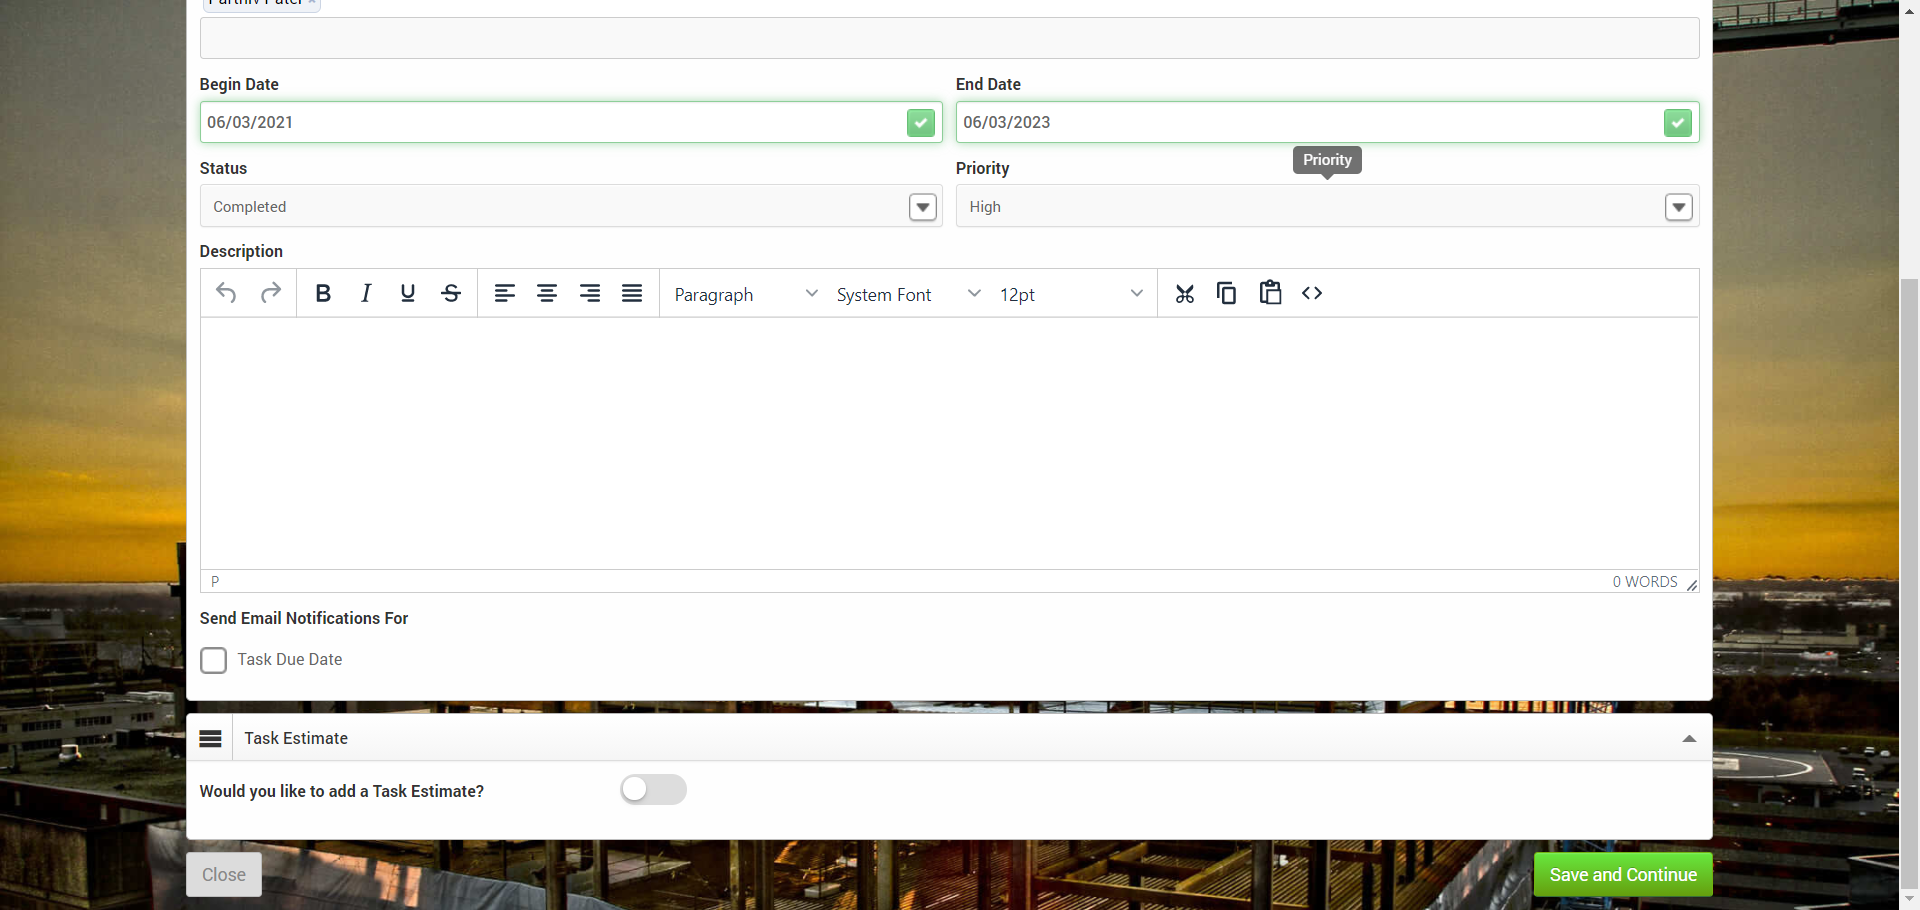 Parthiv Patel ×
Begin Date
End Date
06/03/2021
06/03/2023
Priority
Status
Priority
Completed
High
Description
Paragraph
System Font
12pt
P
0 WORDS
Send Email Notifications For
Task Due Date
Task Estimate
Would you like to add a Task Estimate?
Close
Save and Continue